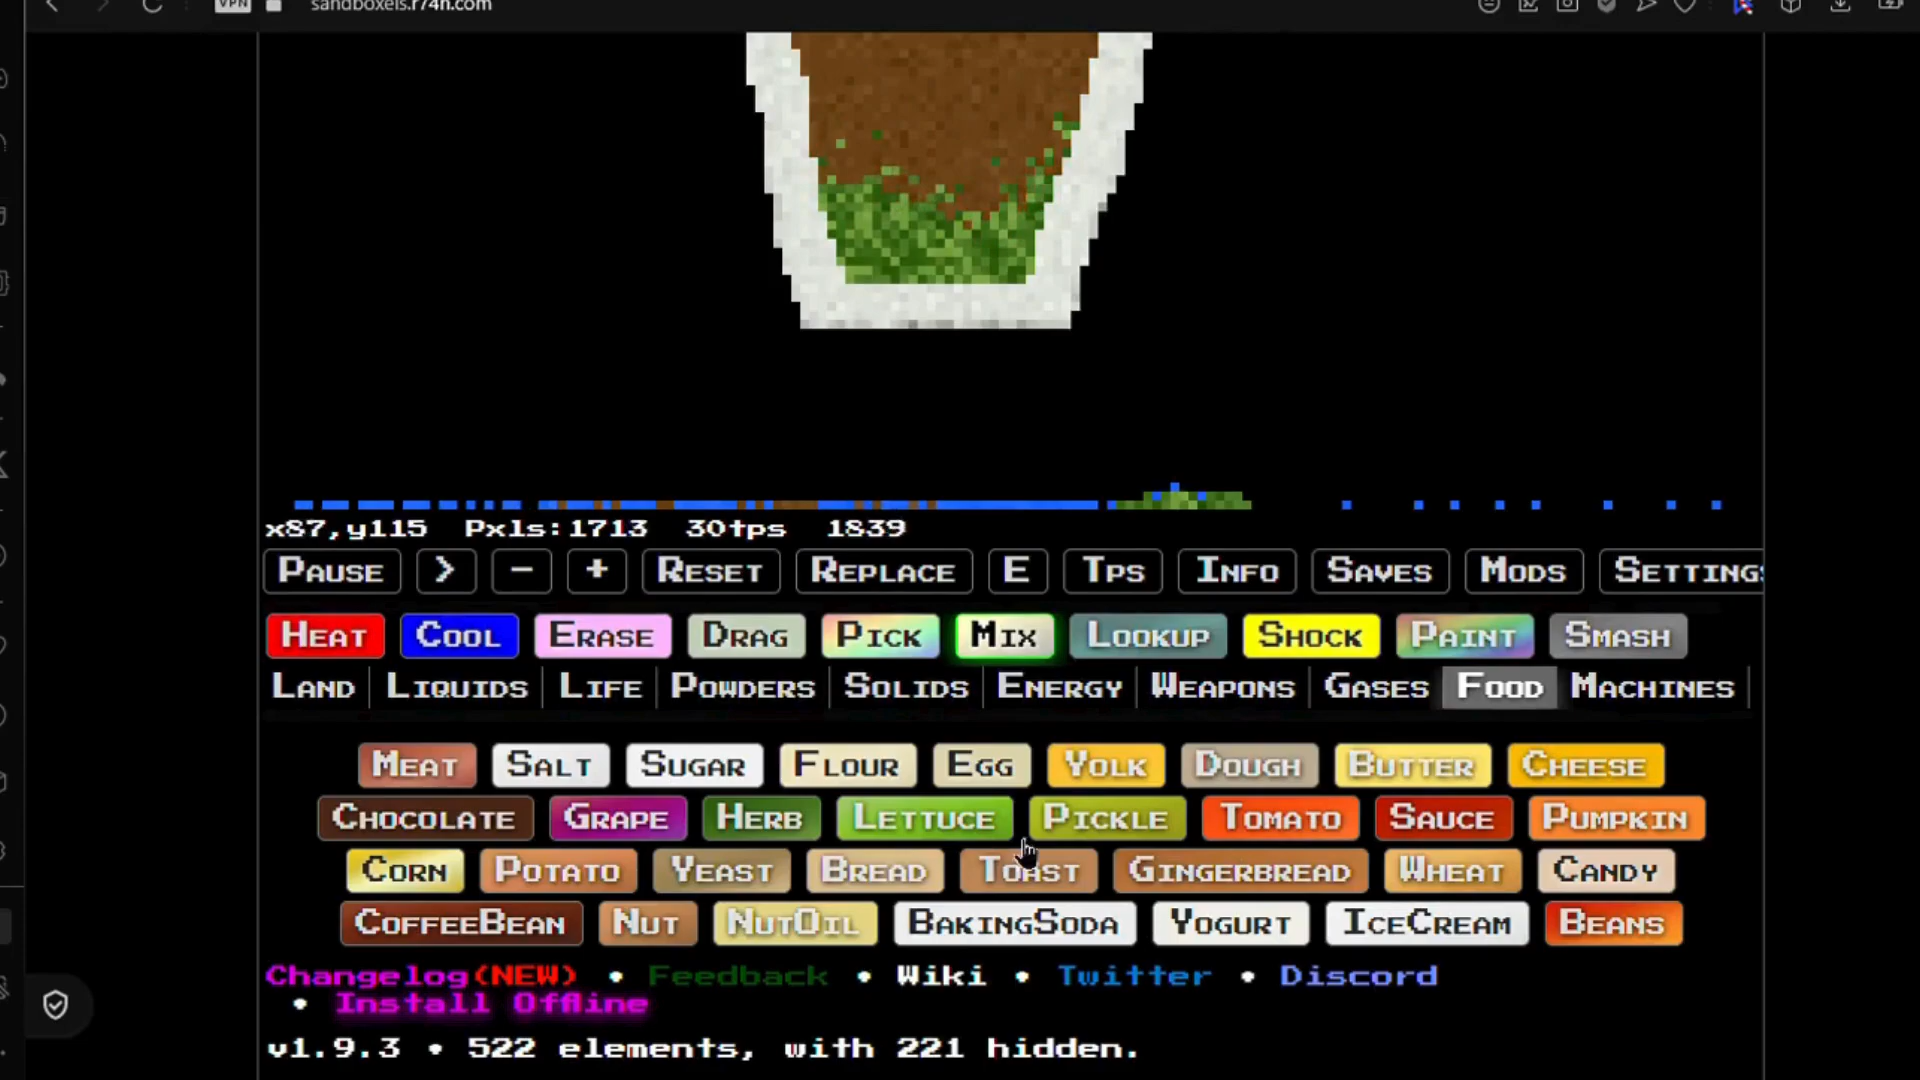 VPN sandboxels.r74n.com
x87,y115 Pxls:1713 30tps 1839
Pause > − + Reset Replace E Tps Info Saves Mods Settings
Heat Cool Erase Drag Pick Mix Lookup Shock Paint Smash
Land Liquids Life Powders Solids Energy Weapons Gases Food Machines
Meat Salt Sugar Flour Egg Yolk Dough Butter Cheese
Chocolate Grape Herb Lettuce Pickle Tomato Sauce Pumpkin
Corn Potato Yeast Bread Toast Gingerbread Wheat Candy
CoffeeBean Nut NutOil BakingSoda Yogurt IceCream Beans
Changelog(NEW) • Feedback • Wiki • Twitter • Discord
• Install Offline
v1.9.3 • 522 elements, with 221 hidden.